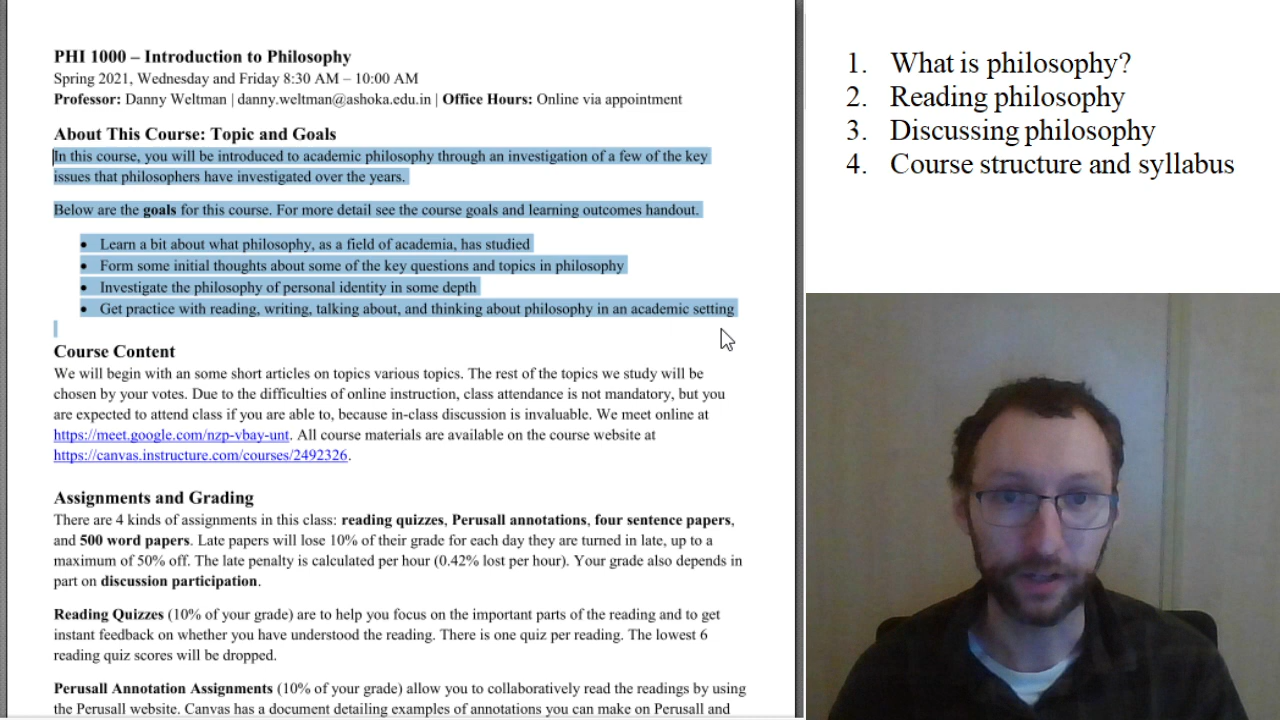 PHI 1000 – Introduction to Philosophy
Spring 2021, Wednesday and Friday 8:30 AM – 10:00 AM
Professor: Danny Weltman | danny.weltman@ashoka.edu.in | Office Hours: Online via appointment
About This Course: Topic and Goals
In this course, you will be introduced to academic philosophy through an investigation of a few of the key
issues that philosophers have investigated over the years.
Below are the goals for this course. For more detail see the course goals and learning outcomes handout.
• Learn a bit about what philosophy, as a field of academia, has studied
• Form some initial thoughts about some of the key questions and topics in philosophy
• Investigate the philosophy of personal identity in some depth
• Get practice with reading, writing, talking about, and thinking about philosophy in an academic setting
Course Content
We will begin with an some short articles on topics various topics. The rest of the topics we study will be
chosen by your votes. Due to the difficulties of online instruction, class attendance is not mandatory, but you
are expected to attend class if you are able to, because in-class discussion is invaluable. We meet online at
https://meet.google.com/nzp-vbay-unt. All course materials are available on the course website at
https://canvas.instructure.com/courses/2492326.
Assignments and Grading
There are 4 kinds of assignments in this class: reading quizzes, Perusall annotations, four sentence papers,
and 500 word papers. Late papers will lose 10% of their grade for each day they are turned in late, up to a
maximum of 50% off. The late penalty is calculated per hour (0.42% lost per hour). Your grade also depends in
part on discussion participation.
Reading Quizzes (10% of your grade) are to help you focus on the important parts of the reading and to get
instant feedback on whether you have understood the reading. There is one quiz per reading. The lowest 6
reading quiz scores will be dropped.
Perusall Annotation Assignments (10% of your grade) allow you to collaboratively read the readings by using
the Perusall website. Canvas has a document detailing examples of annotations you can make on Perusall and
1. What is philosophy?
2. Reading philosophy
3. Discussing philosophy
4. Course structure and syllabus